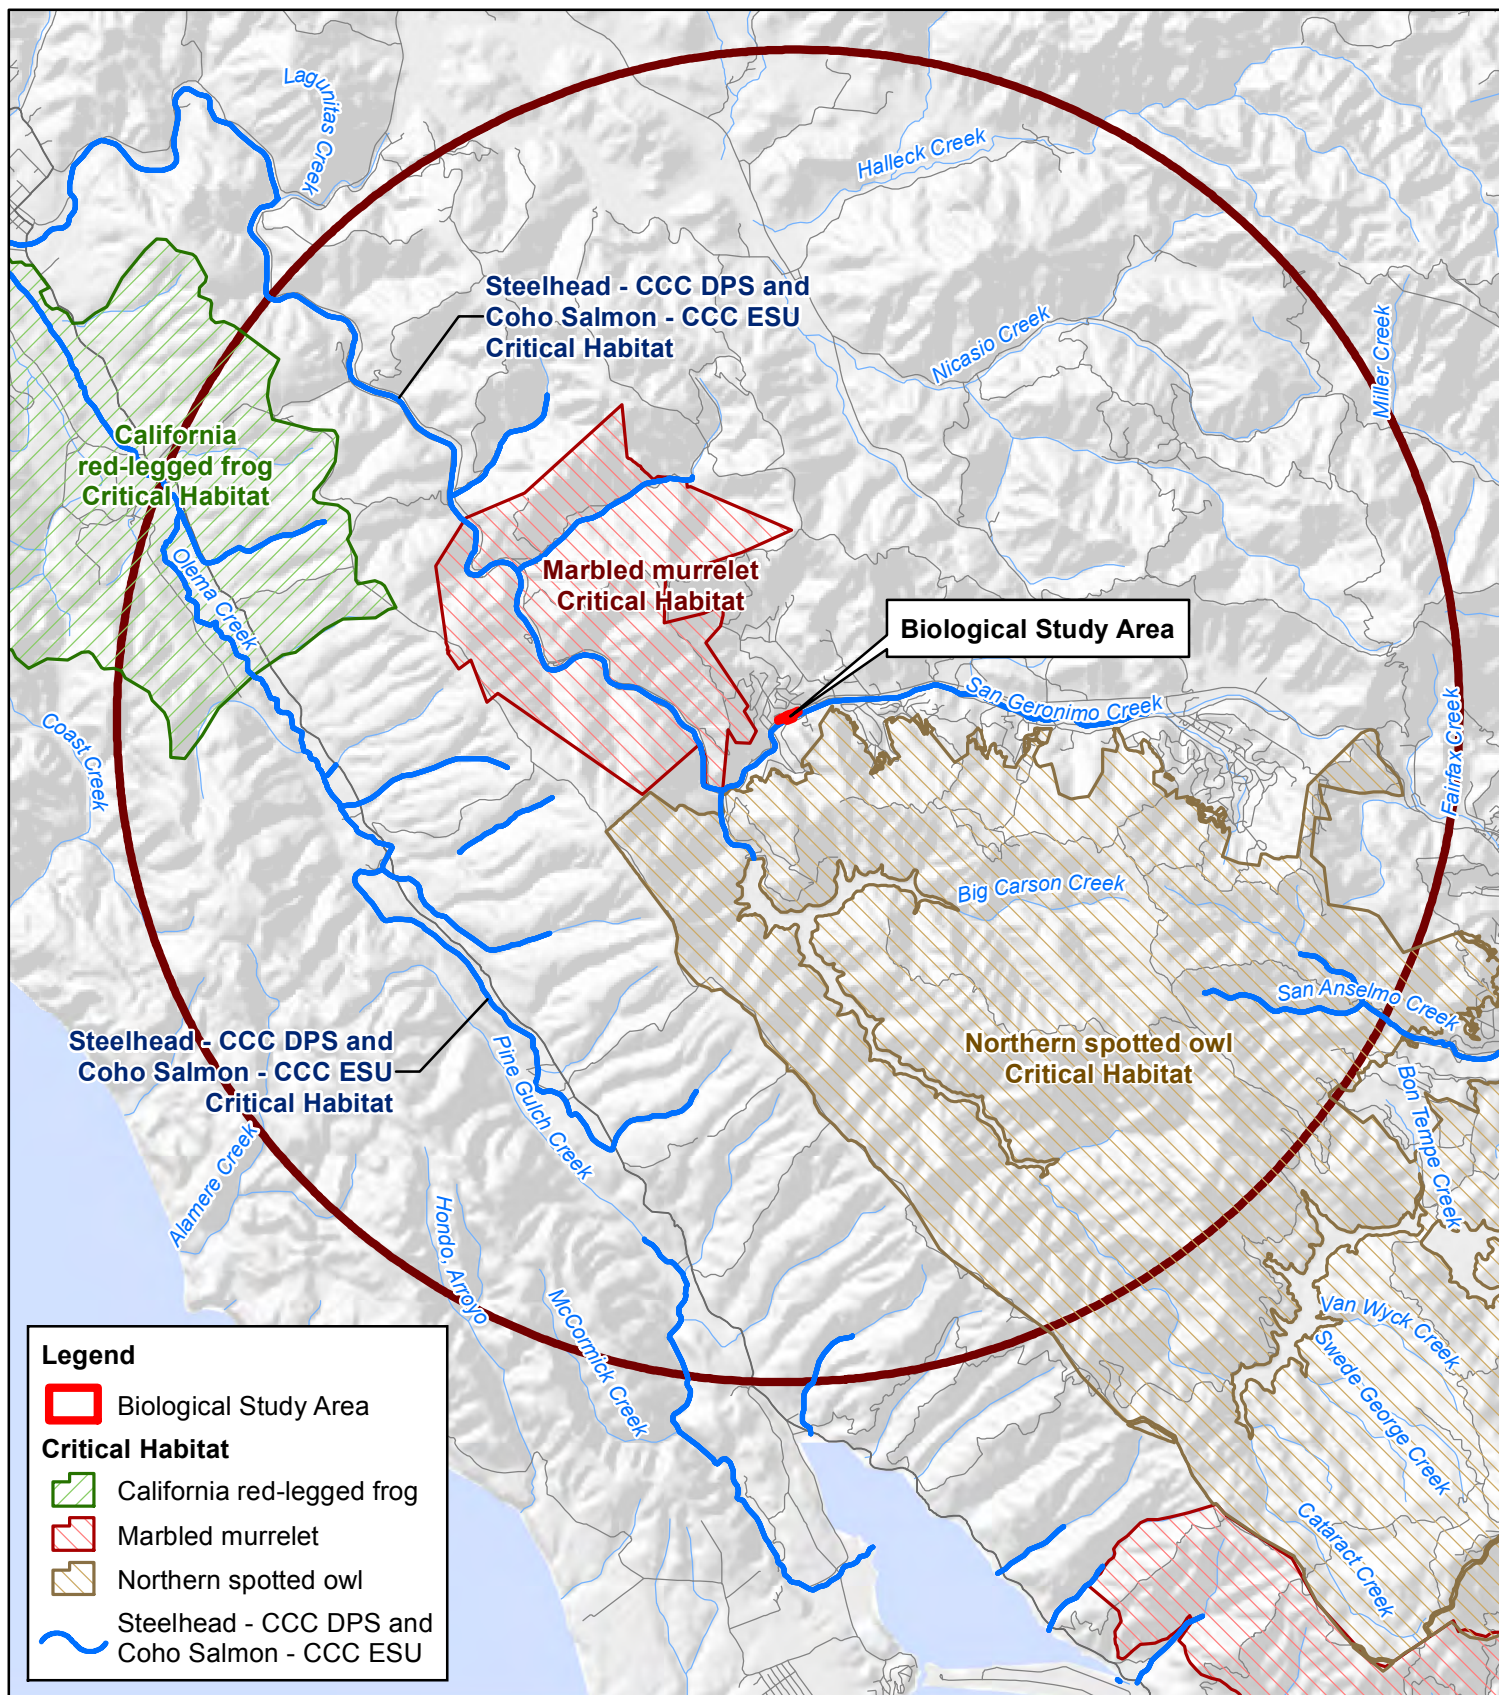 Lagunitas Creek
Halleck Creek
Steelhead - CCC DPS and
Coho Salmon - CCC ESU
Critical Habitat
Nicasio Creek
Miller Creek
California
red-legged frog
Critical Habitat
Marbled murrelet
Critical Habitat
Olema Creek
Biological Study Area
San Geronimo Creek
Coast Creek
Fairfax Creek
Big Carson Creek
San Anselmo Creek
Steelhead - CCC DPS and
Coho Salmon - CCC ESU
Critical Habitat
Northern spotted owl
Critical Habitat
Pine Gulch Creek
Bon Tempe Creek
Alamere Creek
Hondo, Arroyo
McCormick Creek
Van Wyck Creek
Swede George Creek
Cataract Creek
Legend
Biological Study Area
Critical Habitat
California red-legged frog
Marbled murrelet
Northern spotted owl
Steelhead - CCC DPS and
Coho Salmon - CCC ESU